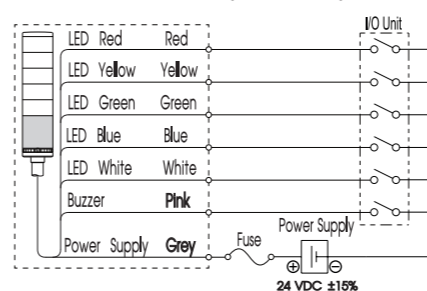 I/O Unit
LED Red Red
LED Yellow Yellow
LED Green Green
LED Blue Blue
LED White White
Buzzer Pink
Power Supply Grey
Fuse
Power Supply
⊕ ⊖
24 VDC ±15%